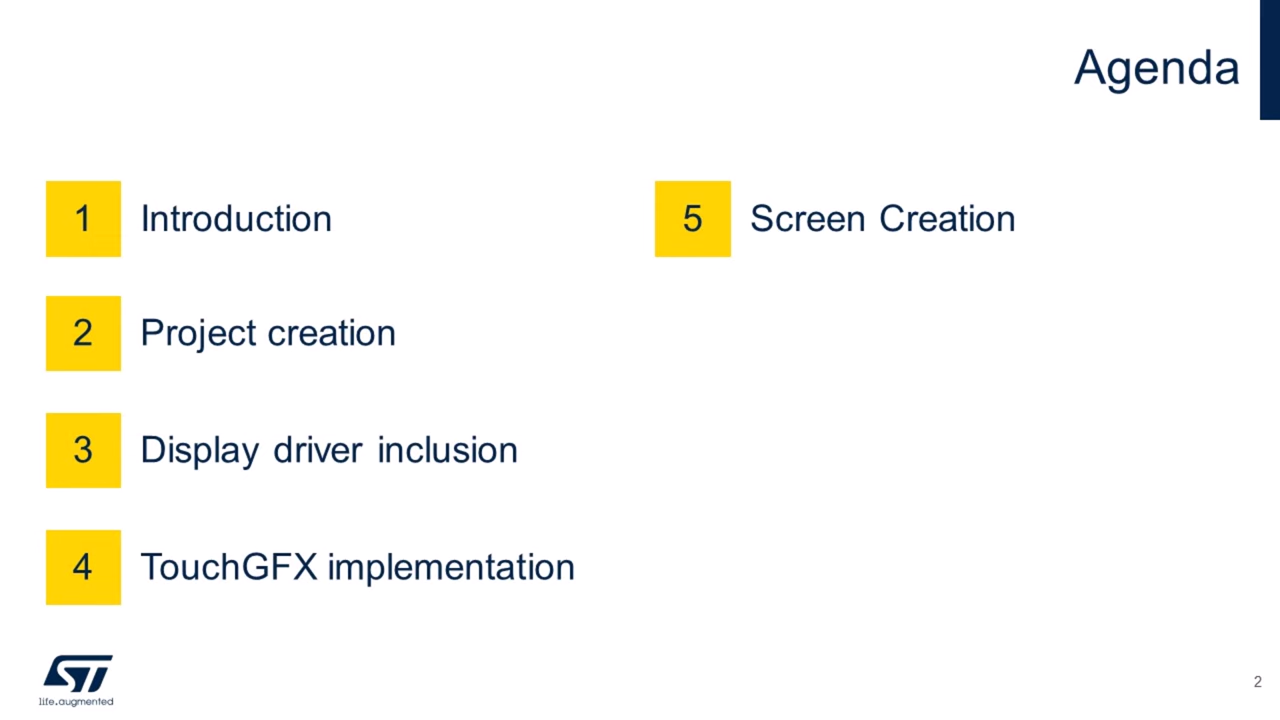 Agenda
1 Introduction
2 Project creation
3 Display driver inclusion
4 TouchGFX implementation
5 Screen Creation
ST
life.augmented
2